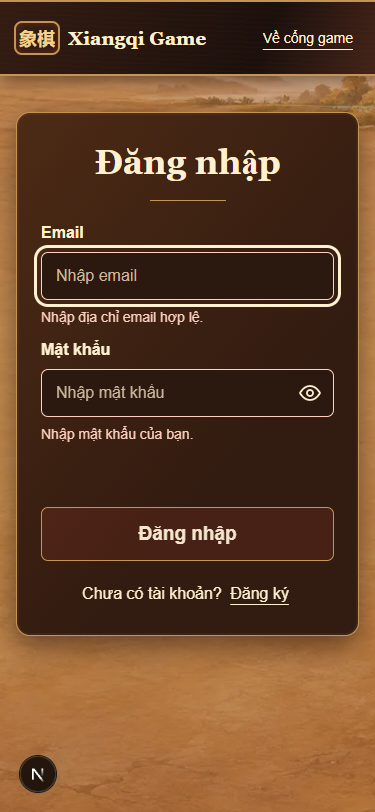 象棋 Xiangqi Game Về cổng game
Đăng nhập
Email
Nhập email
Nhập địa chỉ email hợp lệ.
Mật khẩu
Nhập mật khẩu
Nhập mật khẩu của bạn.
Đăng nhập
Chưa có tài khoản? Đăng ký
N